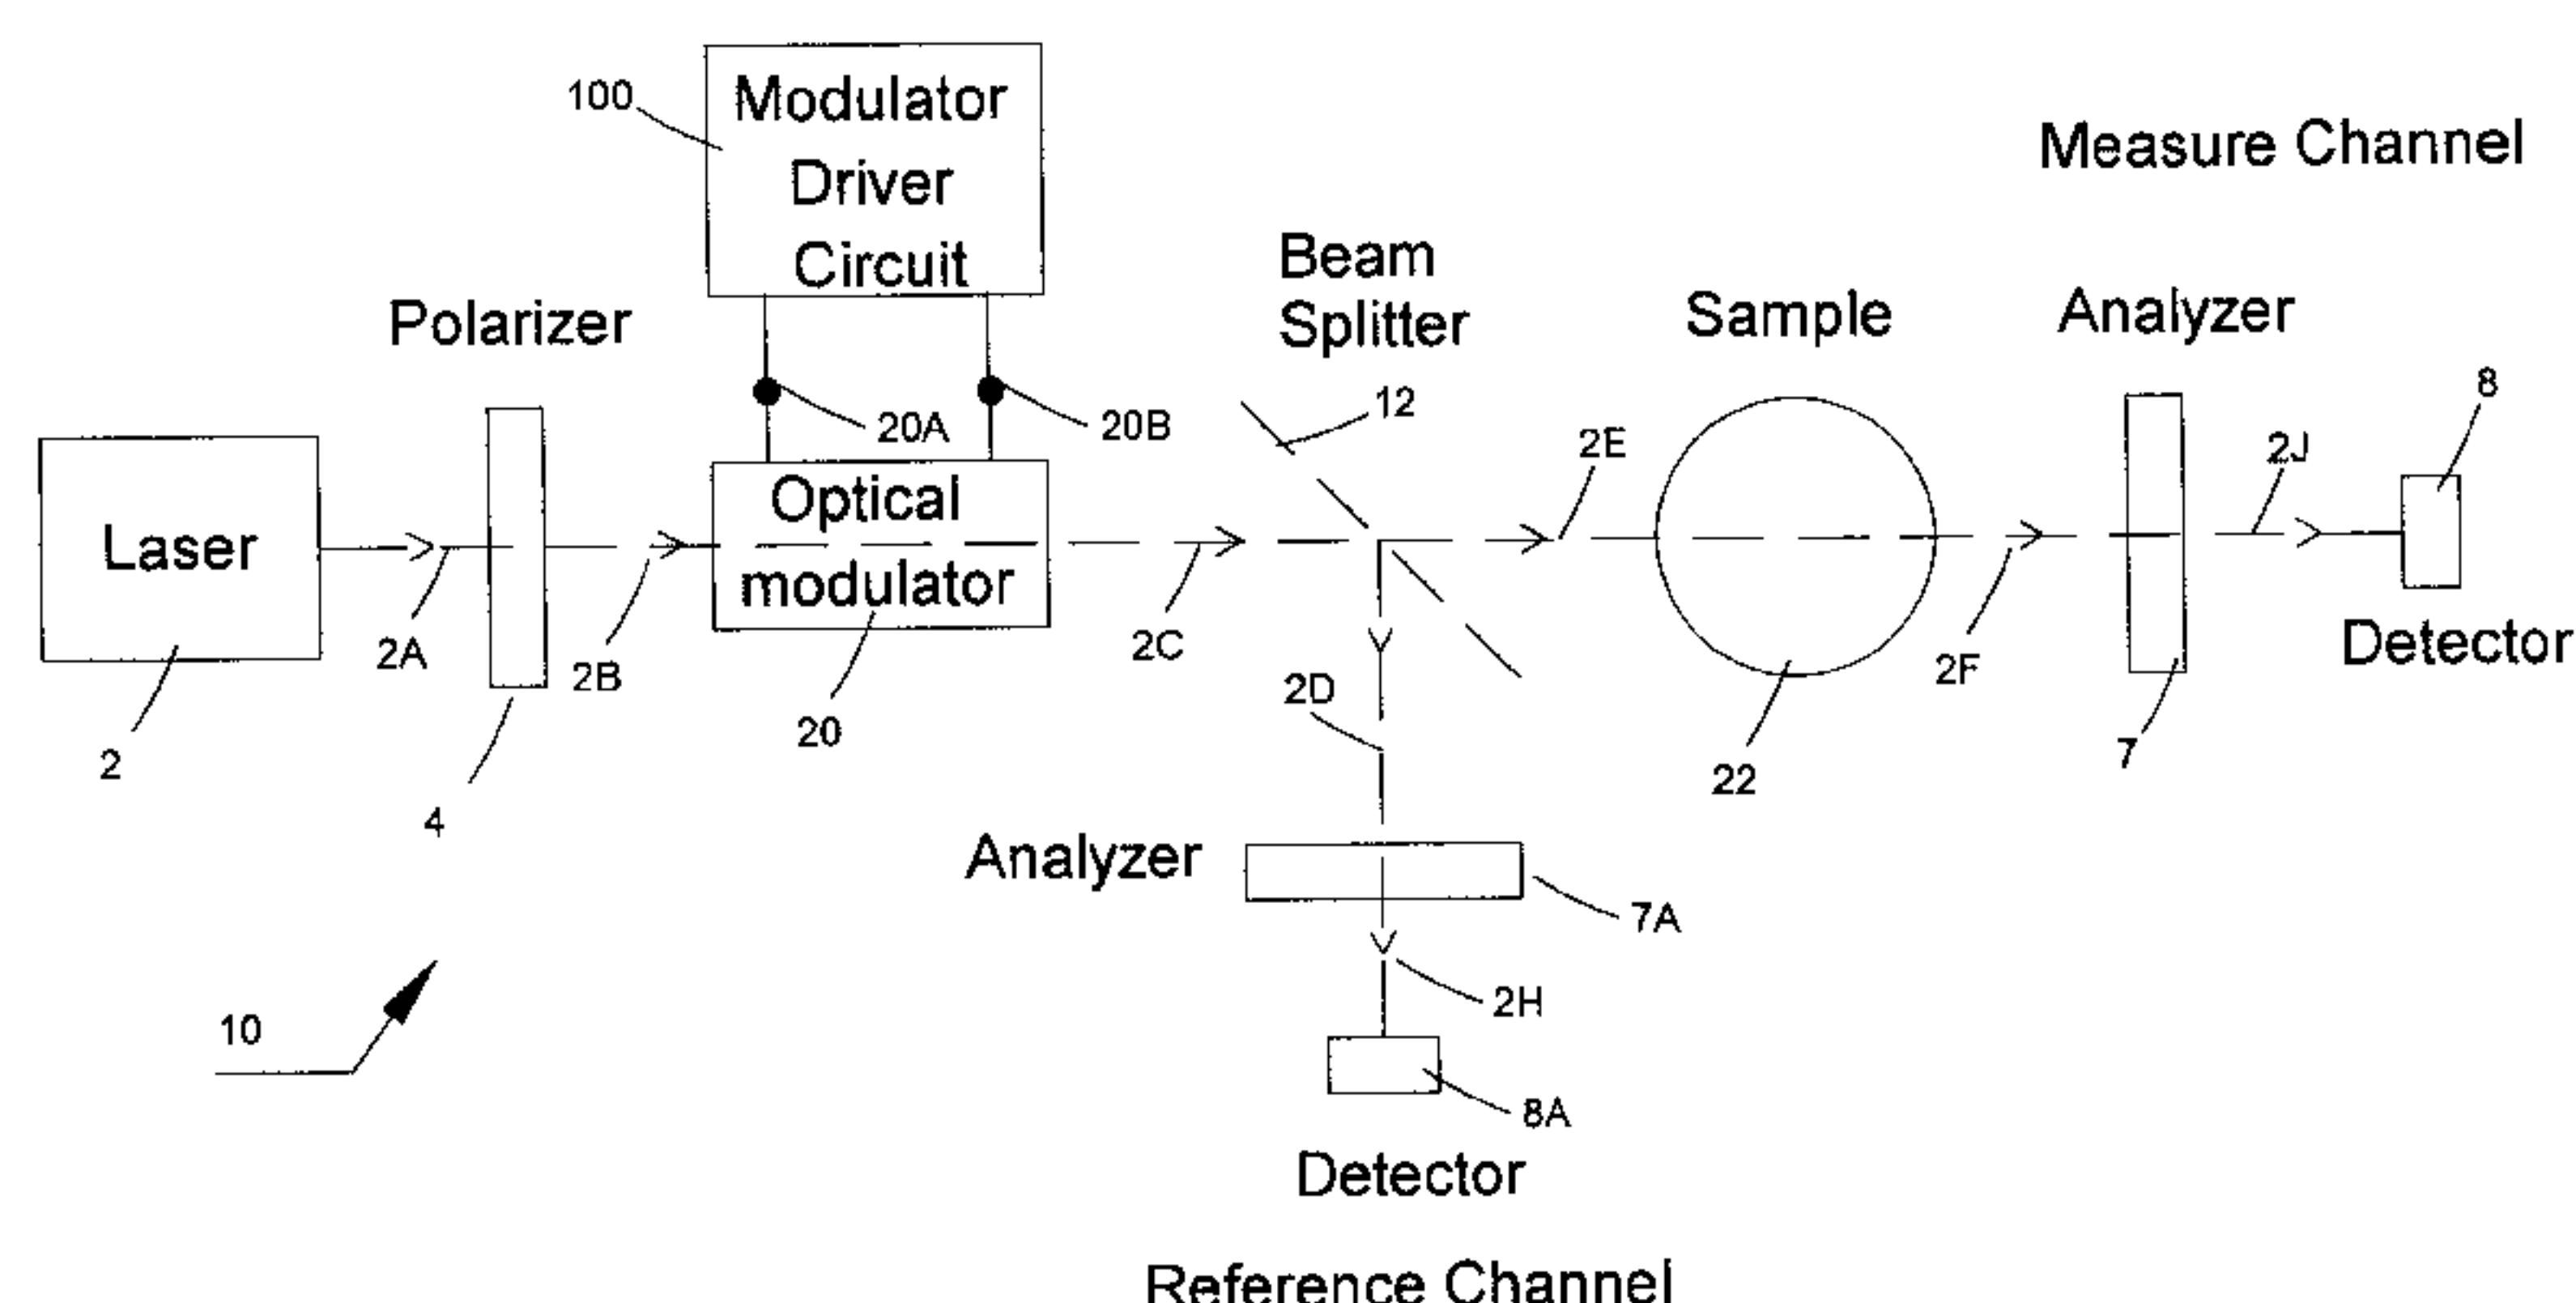 Modulator
Driver
Circuit
100
Measure Channel
Beam
Splitter
Polarizer
Sample
Analyzer
20A
20B
12
2E
2J
8
Laser
Optical
modulator
2A
2B
2C
2D
2F
Detector
2
4
20
22
7
Analyzer
7A
2H
10
8A
Detector
Reference Channel